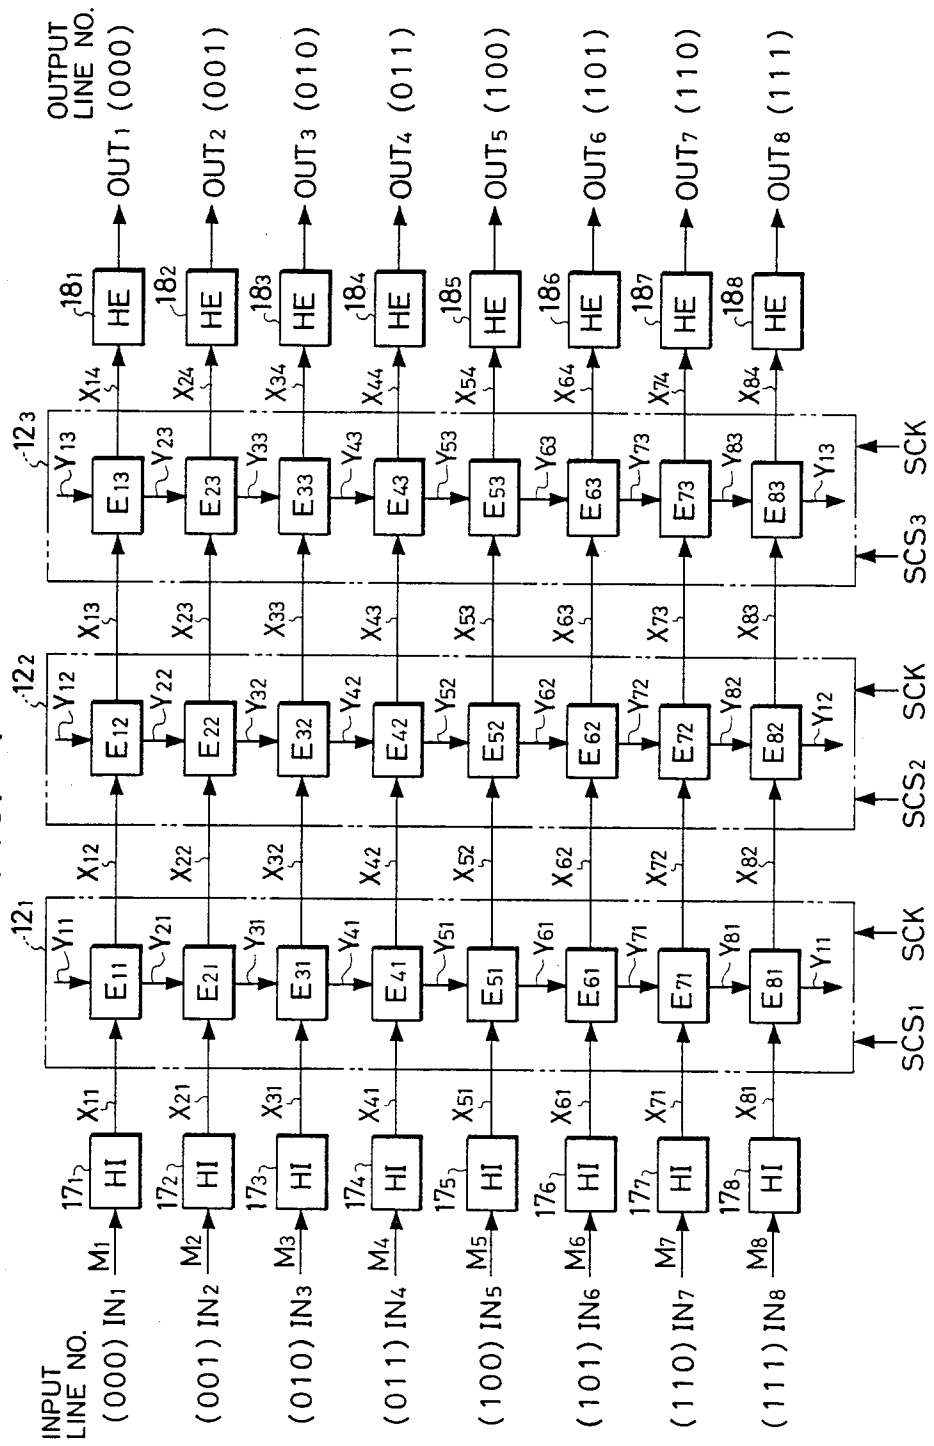 INPUT LINE NO.
OUTPUT LINE NO.
12₁ 12₂ 12₃
Y₁₁ Y₁₂ Y₁₃
(000) IN₁ M₁ 17₁ HI X₁₁ E₁₁ X₁₂ E₁₂ X₁₃ E₁₃ X₁₄ 18₁ HE OUT₁ (000)
Y₂₁ Y₂₂ Y₂₃
(001) IN₂ M₂ 17₂ HI X₂₁ E₂₁ X₂₂ E₂₂ X₂₃ E₂₃ X₂₄ 18₂ HE OUT₂ (001)
Y₃₁ Y₃₂ Y₃₃
(010) IN₃ M₃ 17₃ HI X₃₁ E₃₁ X₃₂ E₃₂ X₃₃ E₃₃ X₃₄ 18₃ HE OUT₃ (010)
Y₄₁ Y₄₂ Y₄₃
(011) IN₄ M₄ 17₄ HI X₄₁ E₄₁ X₄₂ E₄₂ X₄₃ E₄₃ X₄₄ 18₄ HE OUT₄ (011)
Y₅₁ Y₅₂ Y₅₃
(100) IN₅ M₅ 17₅ HI X₅₁ E₅₁ X₅₂ E₅₂ X₅₃ E₅₃ X₅₄ 18₅ HE OUT₅ (100)
Y₆₁ Y₆₂ Y₆₃
(101) IN₆ M₆ 17₆ HI X₆₁ E₆₁ X₆₂ E₆₂ X₆₃ E₆₃ X₆₄ 18₆ HE OUT₆ (101)
Y₇₁ Y₇₂ Y₇₃
(110) IN₇ M₇ 17₇ HI X₇₁ E₇₁ X₇₂ E₇₂ X₇₃ E₇₃ X₇₄ 18₇ HE OUT₇ (110)
Y₈₁ Y₈₂ Y₈₃
(111) IN₈ M₈ 17₈ HI X₈₁ E₈₁ X₈₂ E₈₂ X₈₃ E₈₃ X₈₄ 18₈ HE OUT₈ (111)
Y₁₁ Y₁₂ Y₁₃
SCS₁ SCK SCS₂ SCK SCS₃ SCK